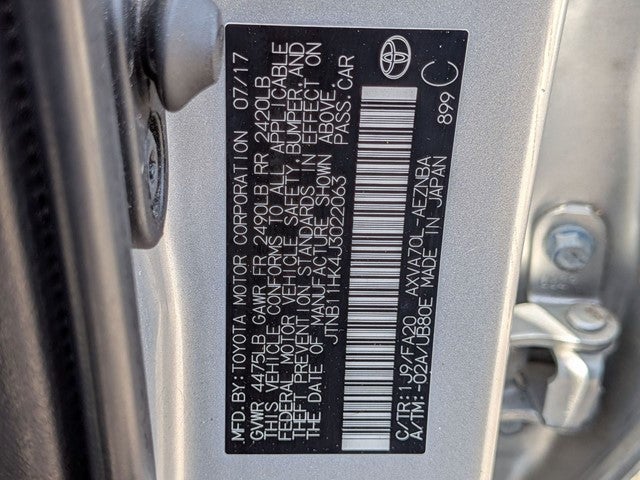 MFD. BY: TOYOTA MOTOR CORPORATION 07/17
GVWR 4475LB GAWR FR 2490LB RR 2420LB
THIS VEHICLE CONFORMS TO ALL APPLICABLE
FEDERAL MOTOR VEHICLE SAFETY, BUMPER, AND
THEFT PREVENTION STANDARDS IN EFFECT ON
THE DATE OF MANUFACTURE SHOWN ABOVE.
JTNB11HK4J3022063 PASS. CAR
C/TR: 1J9/FA20 AXVA70L-AEZNBA
A/TM: -02A/UB80E MADE IN JAPAN
899 C